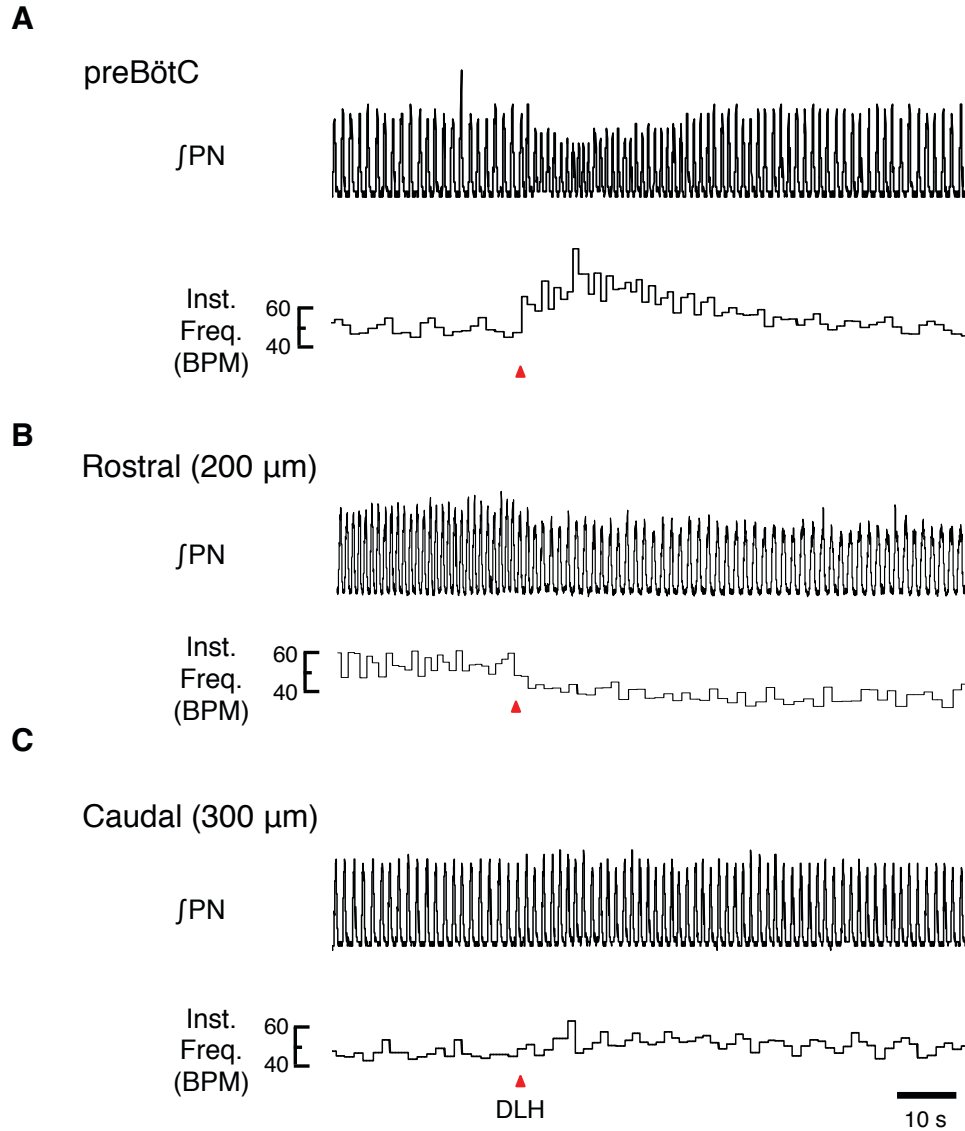 A
preBötC
∫PN
Inst.
Freq.
(BPM)
60
40
B
Rostral (200 µm)
∫PN
Inst.
Freq.
(BPM)
60
40
C
Caudal (300 µm)
∫PN
Inst.
Freq.
(BPM)
60
40
DLH
10 s